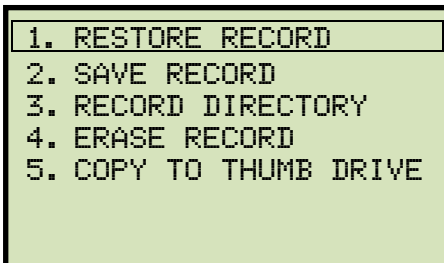 1. RESTORE RECORD
2. SAVE RECORD
3. RECORD DIRECTORY
4. ERASE RECORD
5. COPY TO THUMB DRIVE